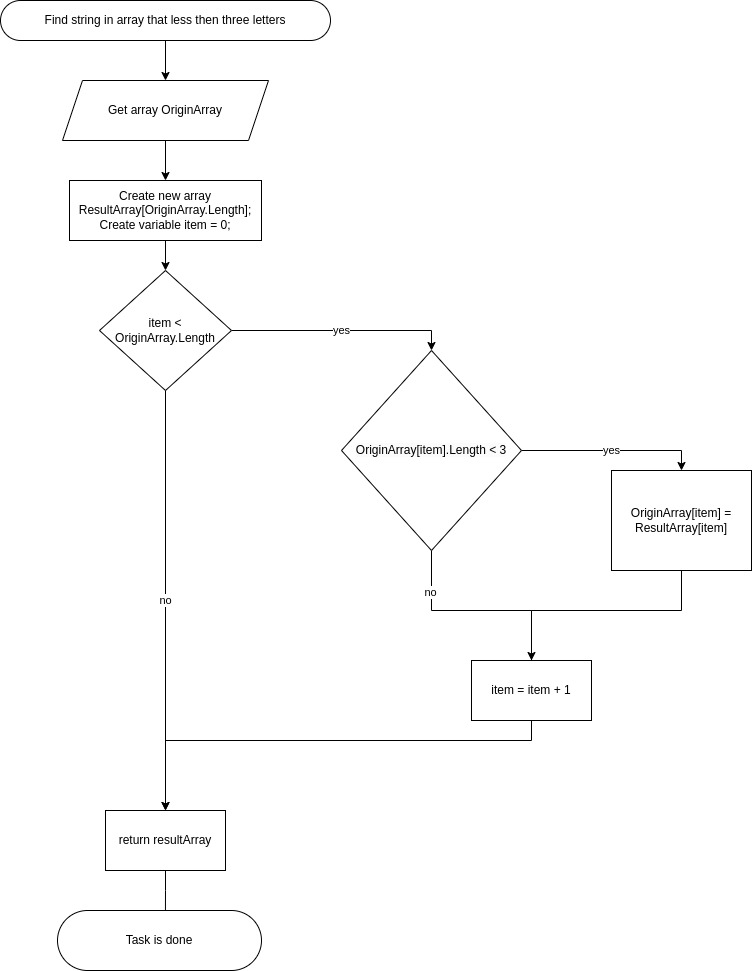 Find string in array that less then three letters
Get array OriginArray
Create new array
ResultArray[OriginArray.Length];
Create variable item = 0;
item <
OriginArray.Length
yes
OriginArray[item].Length < 3
yes
OriginArray[item] =
ResultArray[item]
no
no
item = item + 1
return resultArray
Task is done